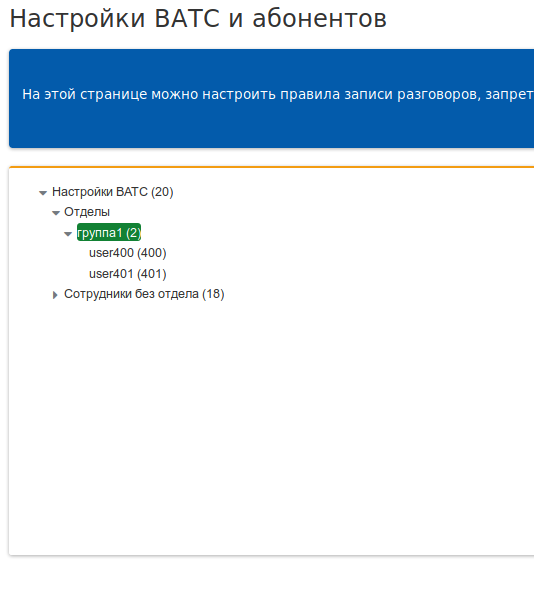 Настройки ВАТС и абонентов
На этой странице можно настроить правила записи разговоров, запрет
Настройки ВАТС (20)
Отделы
группа1 (2)
user400 (400)
user401 (401)
Сотрудники без отдела (18)